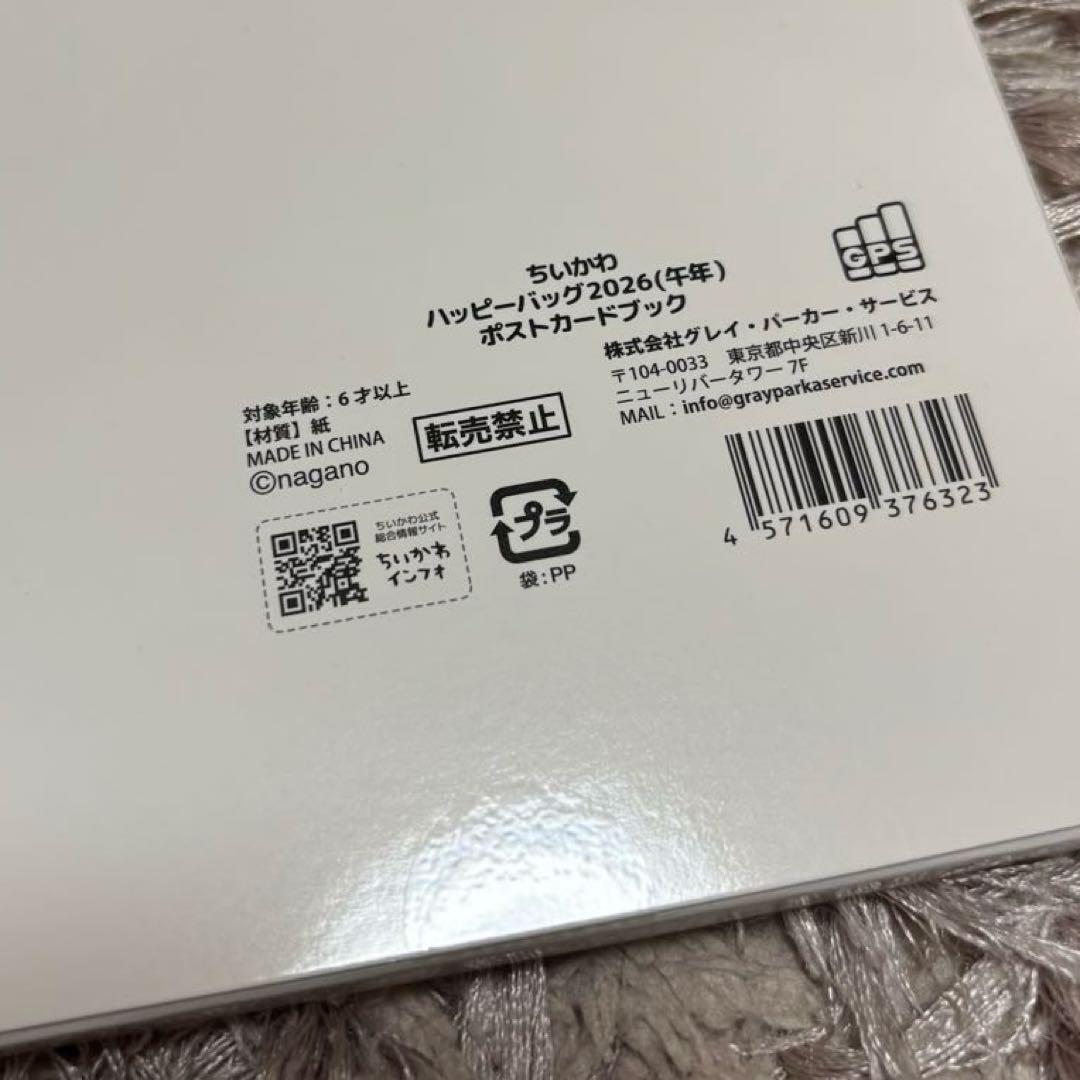 ちいかわ
ハッピーバッグ2026(午年)
ポストカードブック
GPS
株式会社グレイ・パーカー・サービス
〒104-0033 東京都中央区新川1-6-11
ニューリバータワー 7F
MAIL：info@grayparkaservice.com
対象年齢：6才以上
【材質】紙
MADE IN CHINA
©nagano
転売禁止
ちいかわ公式
総合情報サイト
ちいかわ
インフォ
プラ
袋：PP
4 571609 376323